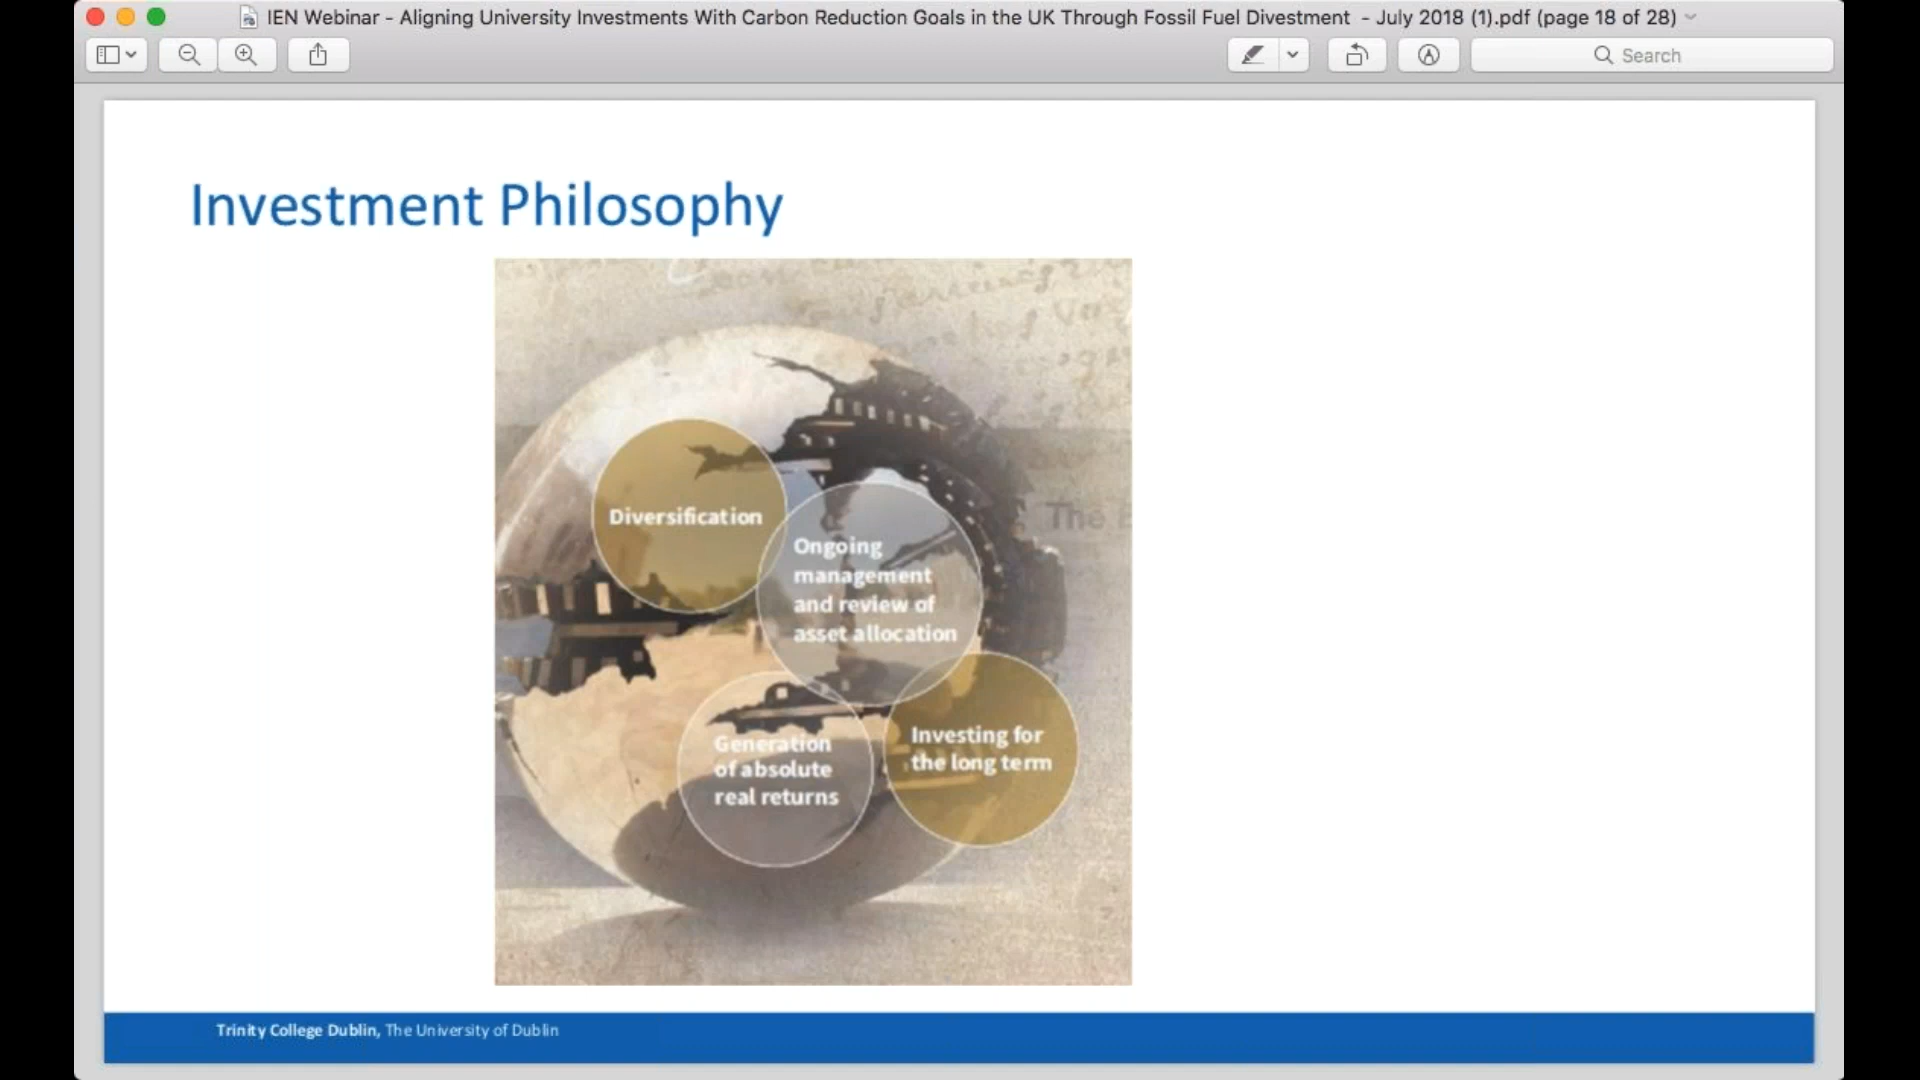 IEN Webinar - Aligning University Investments With Carbon Reduction Goals in the UK Through Fossil Fuel Divestment - July 2018 (1).pdf (page 18 of 28)
Search
Investment Philosophy
Diversification
Ongoing
management
and review of
asset allocation
The
Generation
of absolute
real returns
Investing for
the long term
Trinity College Dublin, The University of Dublin